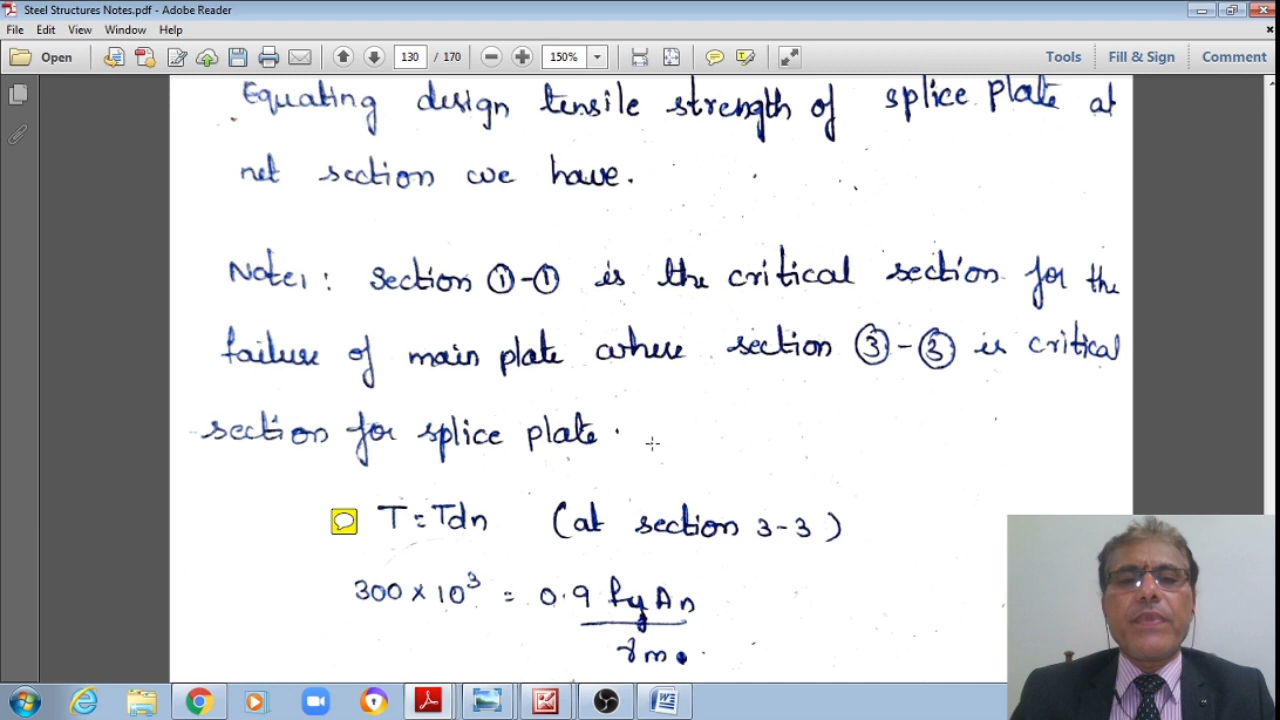 Steel Structures Notes.pdf - Adobe Reader
File Edit View Window Help
Open 130 / 170 150% Tools Fill & Sign Comment
Equating design tensile strength of splice plate at
net section we have.
Note1: section ①-① is the critical section for the
failure of main plate where section ③-③ is critical
section for splice plate.
T = Tdn (at section 3-3)
300 × 10³ = 0.9 fy An
γm0